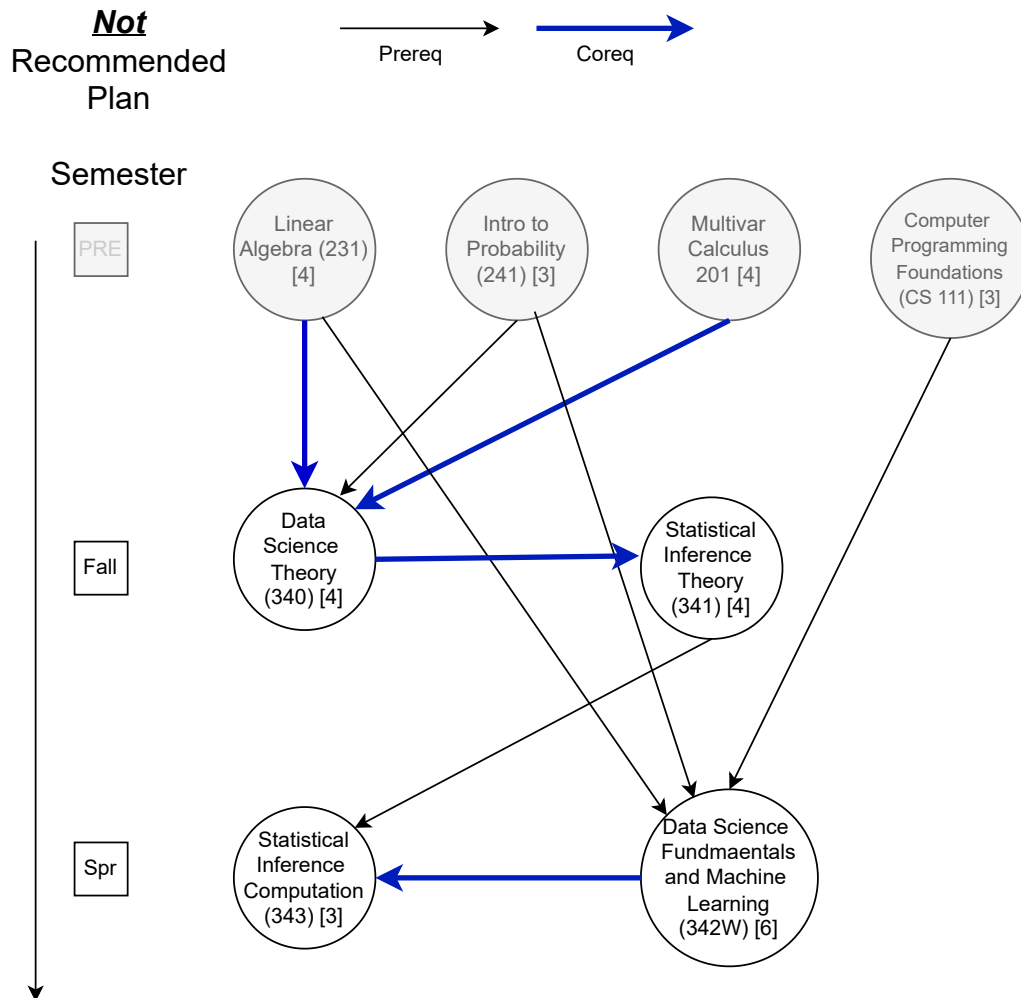 Not
Recommended
Plan
Prereq
Coreq
Semester
PRE
Linear
Algebra (231)
[4]
Intro to
Probability
(241) [3]
Multivar
Calculus
201 [4]
Computer
Programming
Foundations
(CS 111) [3]
Fall
Data
Science
Theory
(340) [4]
Statistical
Inference
Theory
(341) [4]
Spr
Statistical
Inference
Computation
(343) [3]
Data Science
Fundmaentals
and Machine
Learning
(342W) [6]